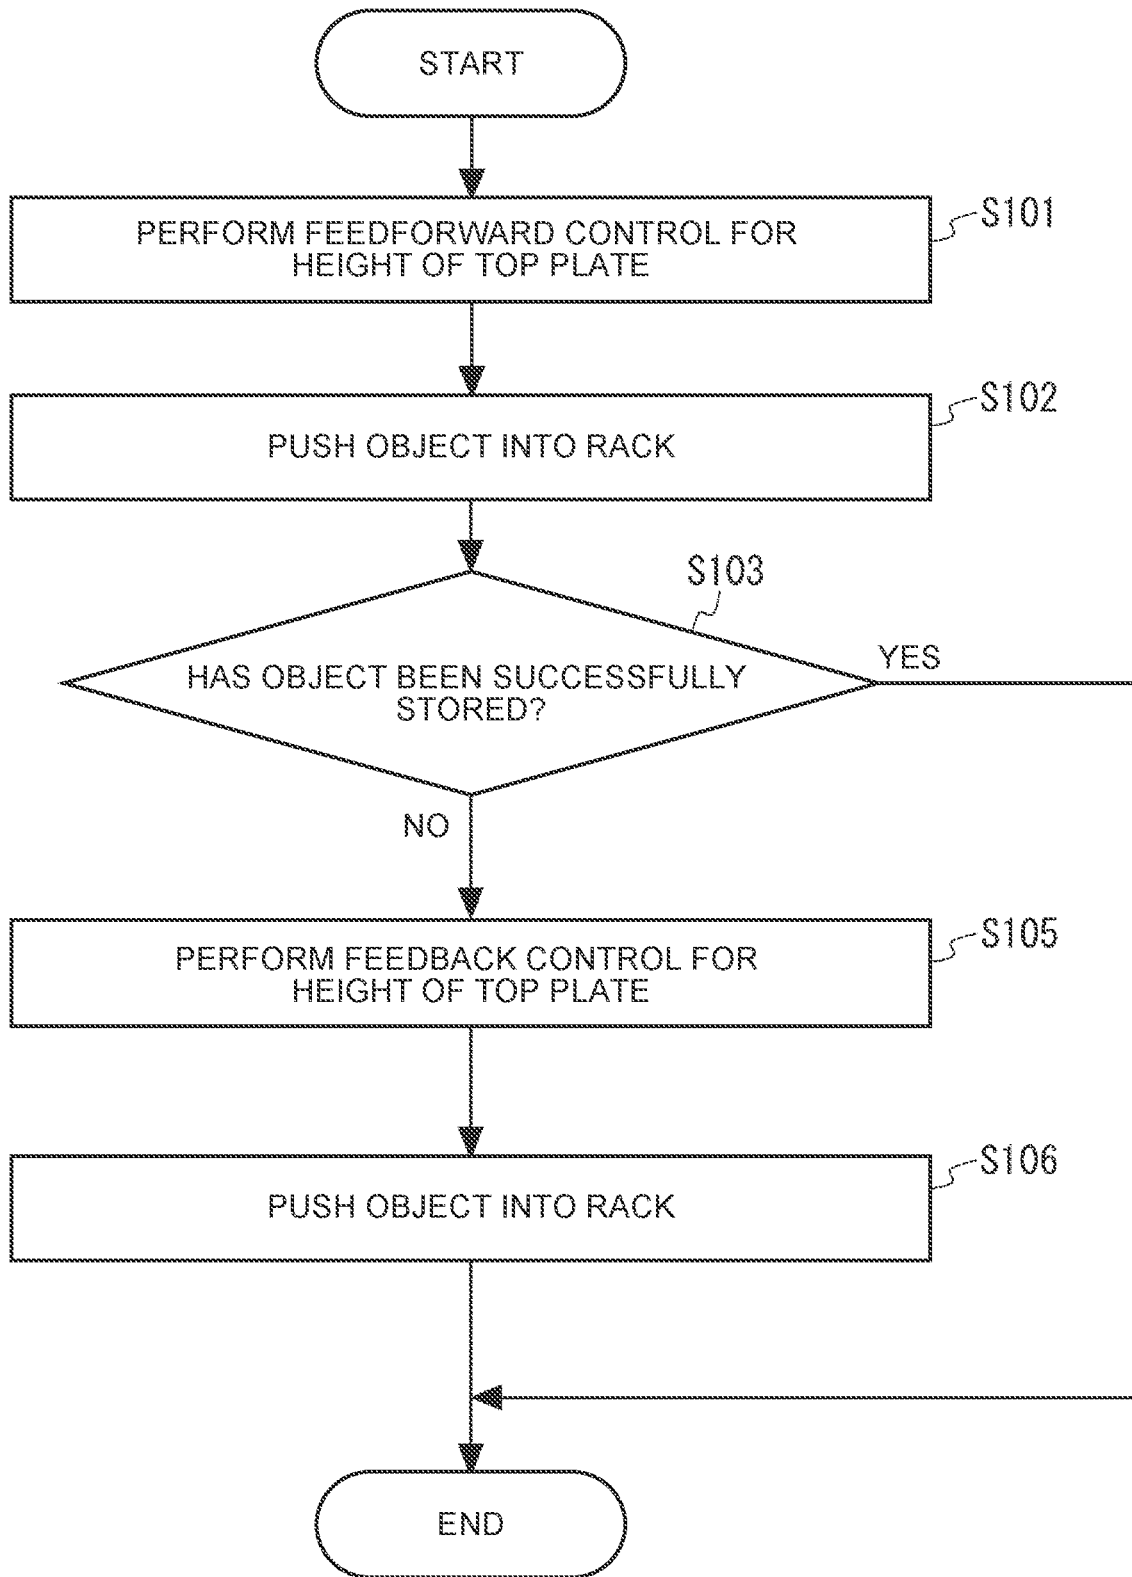 START
PERFORM FEEDFORWARD CONTROL FOR
HEIGHT OF TOP PLATE
S101
PUSH OBJECT INTO RACK
S102
S103
HAS OBJECT BEEN SUCCESSFULLY
STORED?
YES
NO
PERFORM FEEDBACK CONTROL FOR
HEIGHT OF TOP PLATE
S105
PUSH OBJECT INTO RACK
S106
END